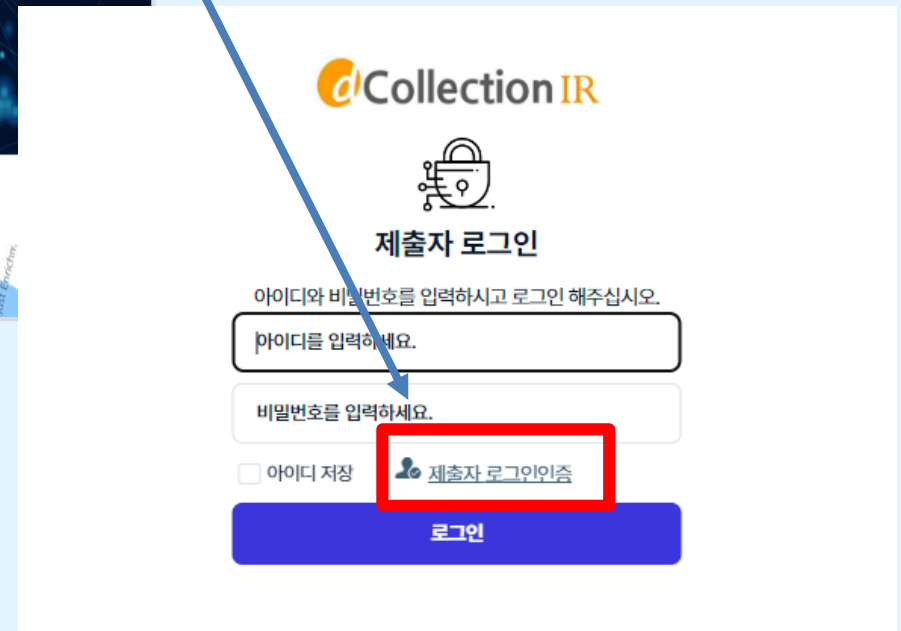 dCollection IR
제출자 로그인
아이디와 비밀번호를 입력하시고 로그인 해주십시오.
아이디를 입력하세요.
비밀번호를 입력하세요.
아이디 저장 제출자 로그인인증
로그인